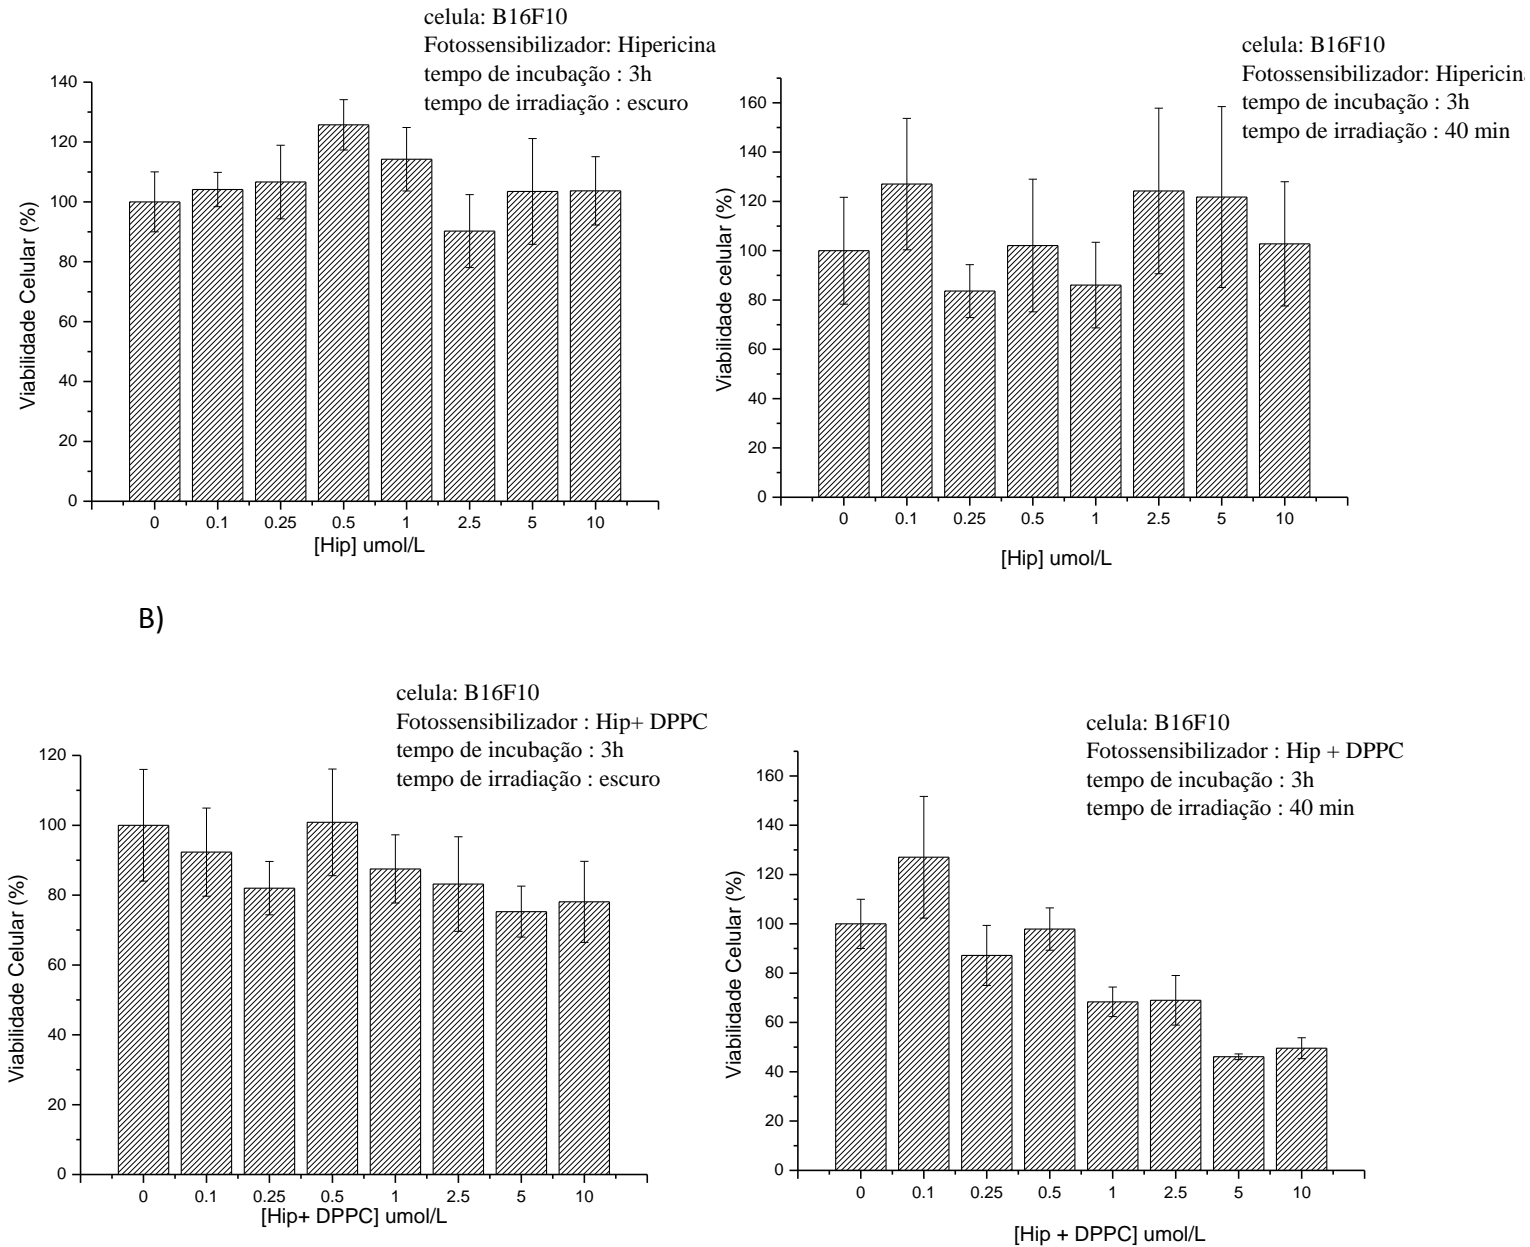 celula: B16F10
Fotossensibilizador: Hipericina
tempo de incubação : 3h
tempo de irradiação : escuro
140
120
100
80
60
40
20
0
Viabilidade Celular (%)
0 0.1 0.25 0.5 1 2.5 5 10
[Hip] umol/L
celula: B16F10
Fotossensibilizador: Hipericina
tempo de incubação : 3h
tempo de irradiação : 40 min
160
140
120
100
80
60
40
20
0
Viabilidade celular (%)
0 0.1 0.25 0.5 1 2.5 5 10
[Hip] umol/L
B)
celula: B16F10
Fotossensibilizador : Hip+ DPPC
tempo de incubação : 3h
tempo de irradiação : escuro
120
100
80
60
40
20
0
Viabilidade Celular (%)
0 0.1 0.25 0.5 1 2.5 5 10
[Hip+ DPPC] umol/L
celula: B16F10
Fotossensibilizador : Hip + DPPC
tempo de incubação : 3h
tempo de irradiação : 40 min
160
140
120
100
80
60
40
20
0
Viabilidade Celular (%)
0 0.1 0.25 0.5 1 2.5 5 10
[Hip + DPPC] umol/L